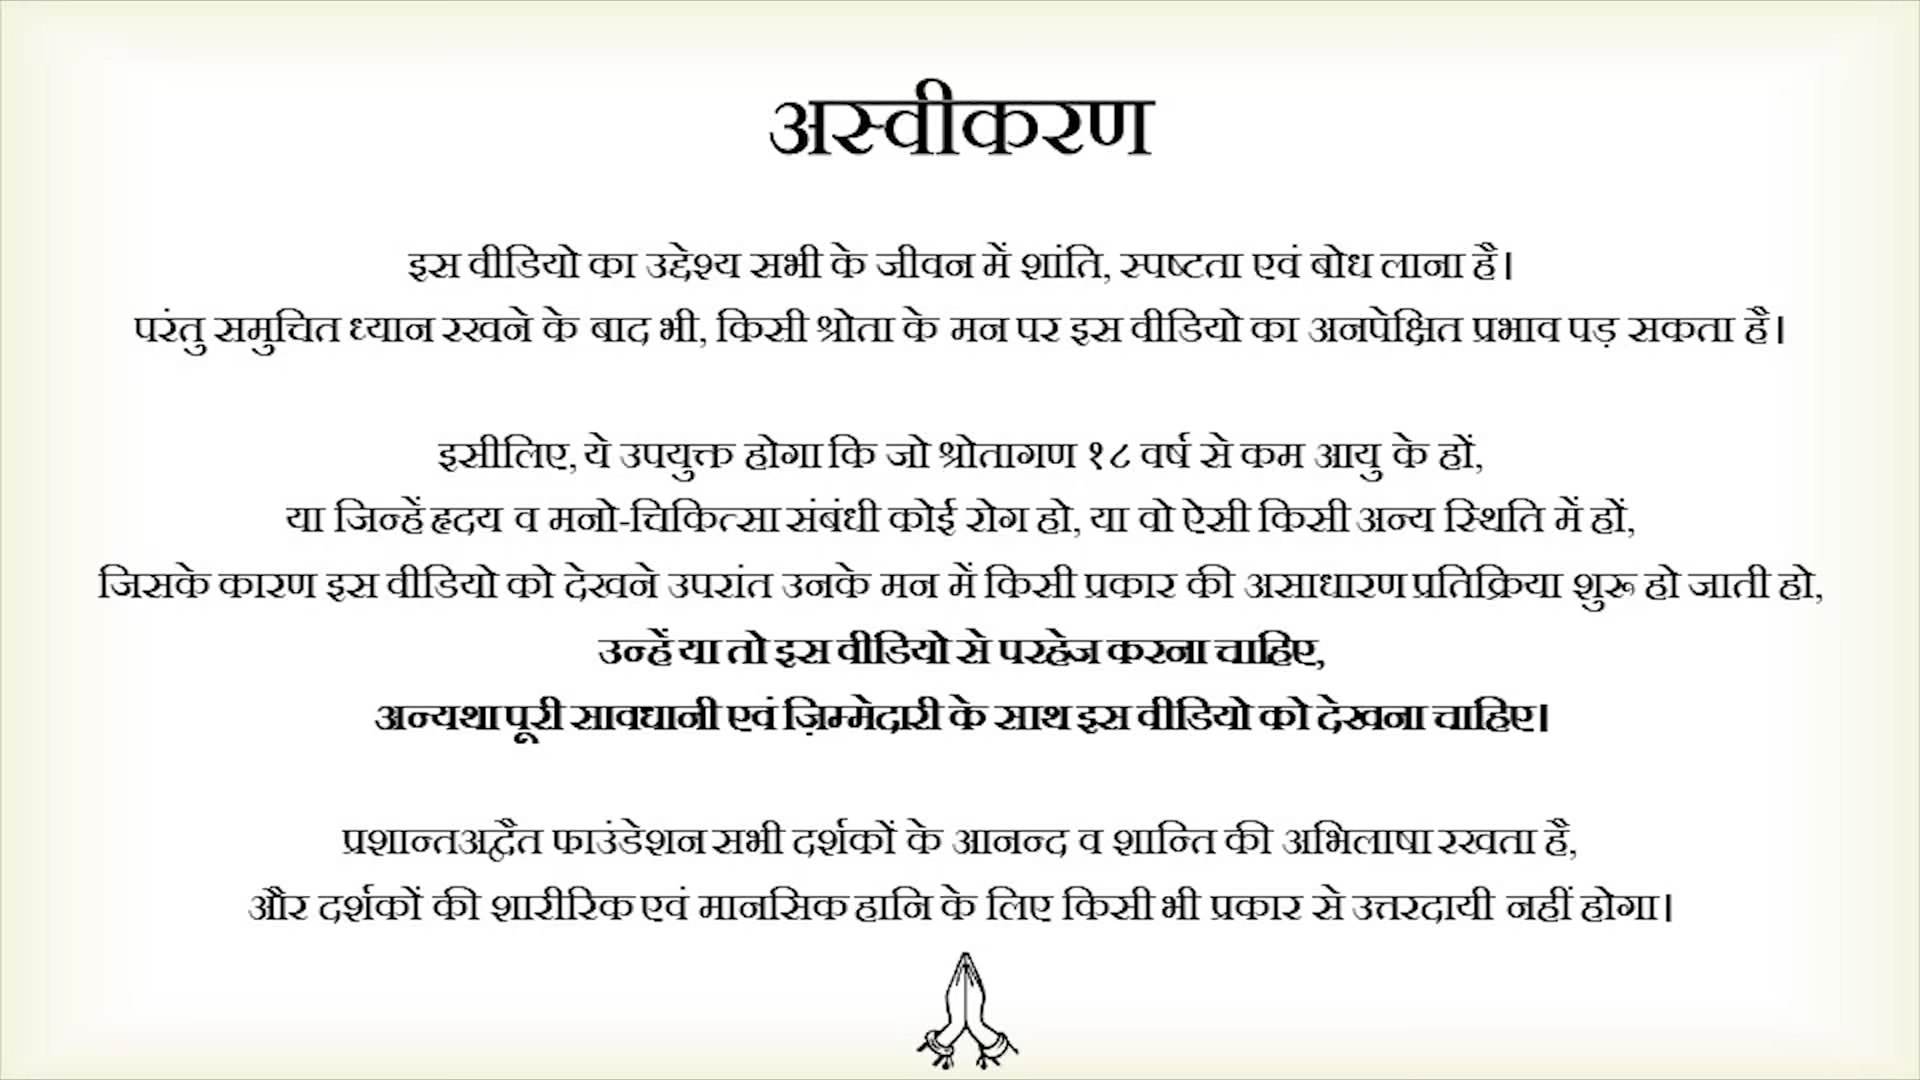 अस्वीकरण
इस वीडियो का उद्देश्य सभी के जीवन में शांति, स्पष्टता एवं बोध लाना है।
परंतु समुचित ध्यान रखने के बाद भी, किसी श्रोता के मन पर इस वीडियो का अनपेक्षित प्रभाव पड़ सकता है।
इसीलिए, ये उपयुक्त होगा कि जो श्रोतागण १८ वर्ष से कम आयु के हों,
या जिन्हें हृदय व मनो-चिकित्सा संबंधी कोई रोग हो, या वो ऐसी किसी अन्य स्थिति में हों,
जिसके कारण इस वीडियो को देखने उपरांत उनके मन में किसी प्रकार की असाधारण प्रतिक्रिया शुरू हो जाती हो,
उन्हें या तो इस वीडियो से परहेज करना चाहिए,
अन्यथा पूरी सावधानी एवं ज़िम्मेदारी के साथ इस वीडियो को देखना चाहिए।
प्रशान्तअद्वैत फाउंडेशन सभी दर्शकों के आनन्द व शान्ति की अभिलाषा रखता है,
और दर्शकों की शारीरिक एवं मानसिक हानि के लिए किसी भी प्रकार से उत्तरदायी नहीं होगा।